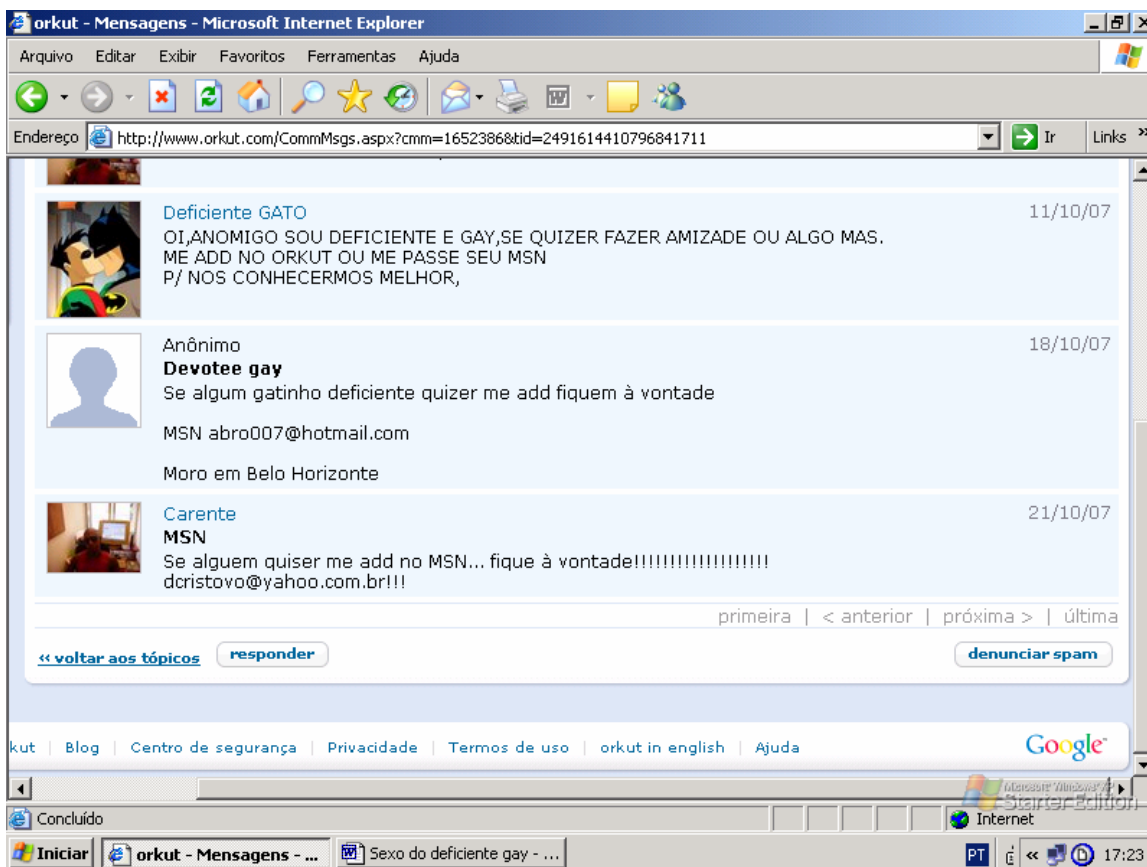 orkut - Mensagens - Microsoft Internet Explorer
Arquivo Editar Exibir Favoritos Ferramentas Ajuda
Endereço http://www.orkut.com/CommMsgs.aspx?cmm=1652386&tid=2491614410796841711 Ir Links »
Deficiente GATO 11/10/07
OI,ANOMIGO SOU DEFICIENTE E GAY,SE QUIZER FAZER AMIZADE OU ALGO MAS.
ME ADD NO ORKUT OU ME PASSE SEU MSN
P/ NOS CONHECERMOS MELHOR,
Anônimo 18/10/07
Devotee gay
Se algum gatinho deficiente quizer me add fiquem à vontade
MSN abro007@hotmail.com
Moro em Belo Horizonte
Carente 21/10/07
MSN
Se alguem quiser me add no MSN... fique à vontade!!!!!!!!!!!!!!!!!!!
dcristovo@yahoo.com.br!!!
primeira | < anterior | próxima > | última
‹‹ voltar aos tópicos responder denunciar spam
kut | Blog | Centro de segurança | Privacidade | Termos de uso | orkut in english | Ajuda Google
Microsoft Windows XP
Starter Edition
Concluído Internet
Iniciar orkut - Mensagens - ... Sexo do deficiente gay - ... PT « 17:23